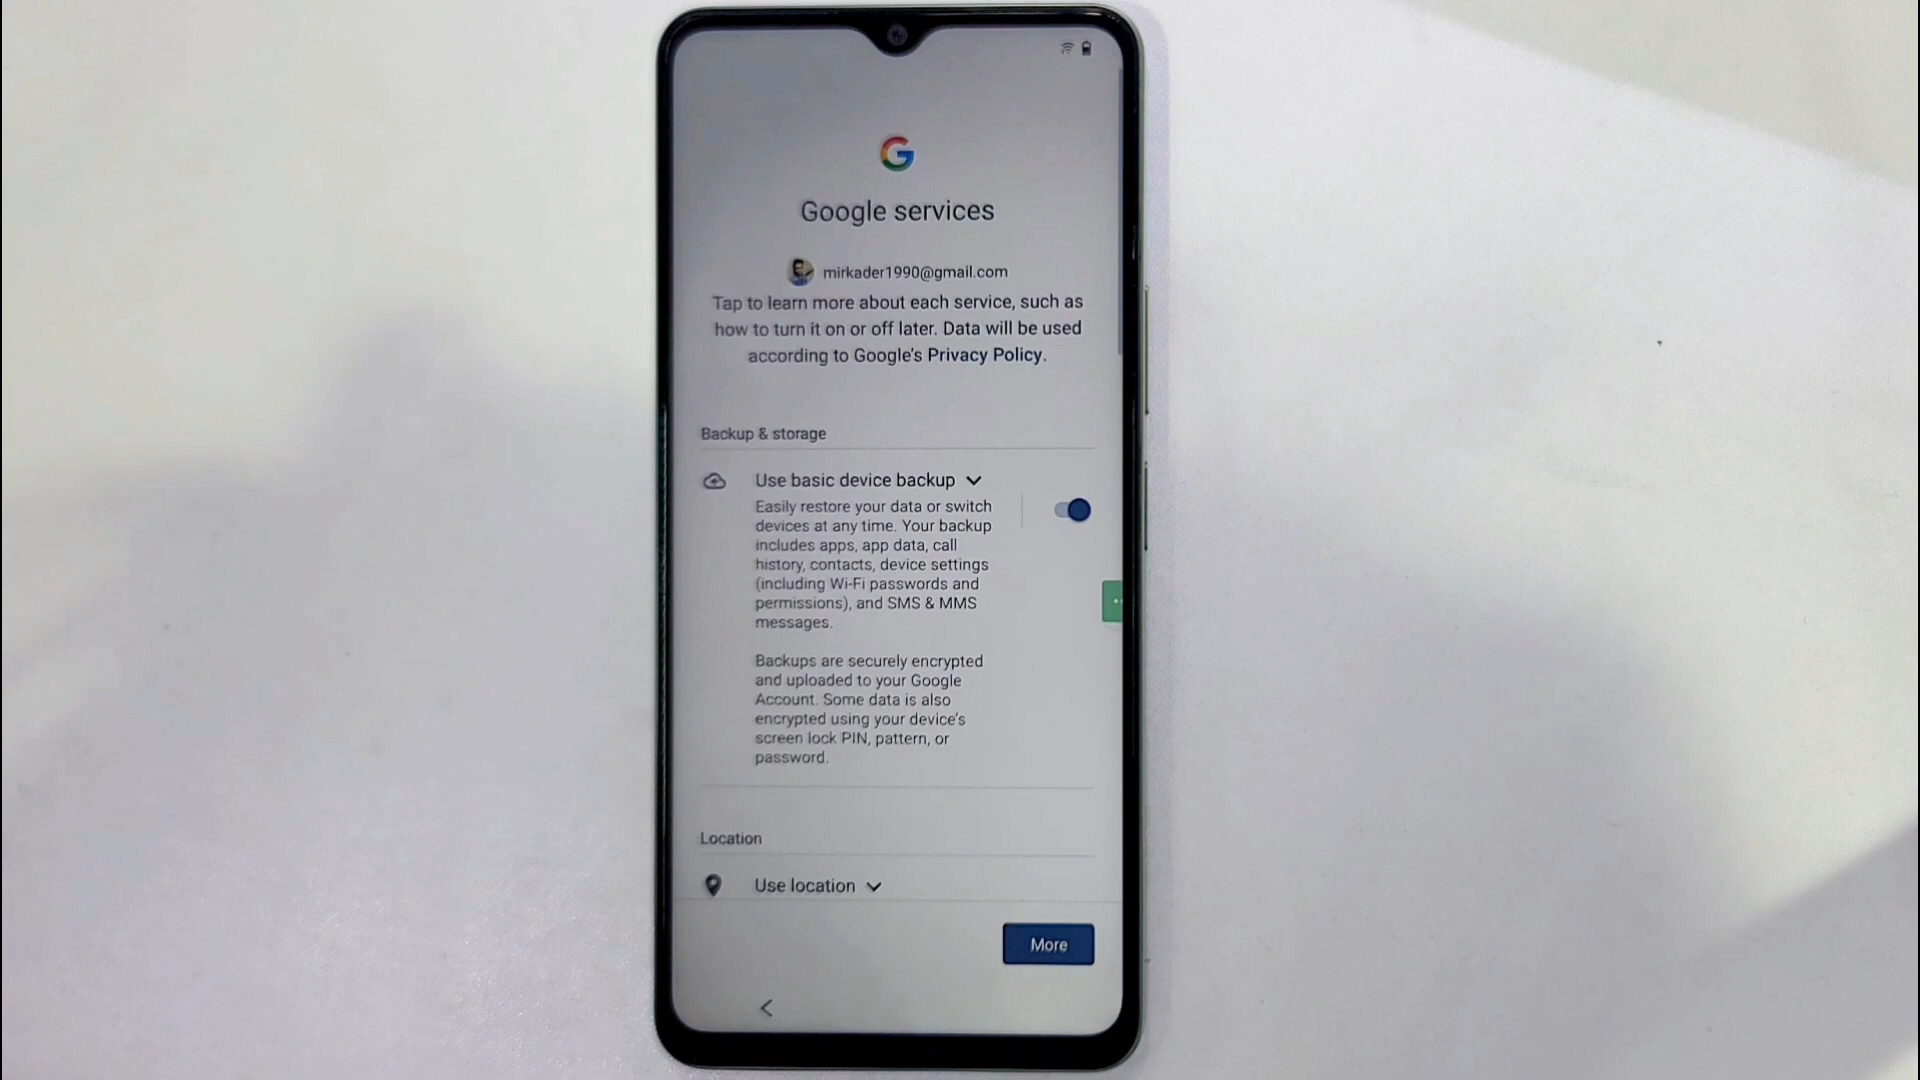 Google services
mirkader1990@gmail.com
Tap to learn more about each service, such as
how to turn it on or off later. Data will be used
according to Google's Privacy Policy.
Backup & storage
Use basic device backup
Easily restore your data or switch
devices at any time. Your backup
includes apps, app data, call
history, contacts, device settings
(including Wi-Fi passwords and
permissions), and SMS & MMS
messages.
Backups are securely encrypted
and uploaded to your Google
Account. Some data is also
encrypted using your device's
screen lock PIN, pattern, or
password.
Location
Use location
More